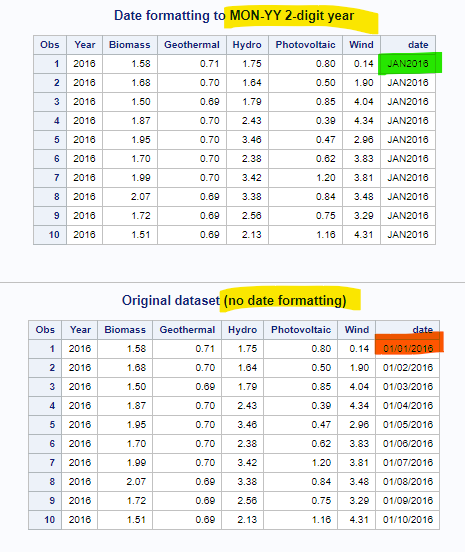 Date formatting to MON-YY 2-digit year
Obs Year Biomass Geothermal Hydro Photovoltaic Wind date
1 2016 1.58 0.71 1.75 0.80 0.14 JAN2016
2 2016 1.68 0.70 1.64 0.50 1.90 JAN2016
3 2016 1.50 0.69 1.79 0.85 4.04 JAN2016
4 2016 1.87 0.70 2.43 0.39 4.34 JAN2016
5 2016 1.95 0.70 3.46 0.47 2.96 JAN2016
6 2016 1.70 0.70 2.38 0.62 3.83 JAN2016
7 2016 1.99 0.70 3.42 1.20 3.81 JAN2016
8 2016 2.07 0.69 3.38 0.84 3.48 JAN2016
9 2016 1.72 0.69 2.56 0.75 3.29 JAN2016
10 2016 1.51 0.69 2.13 1.16 4.31 JAN2016
Original dataset (no date formatting)
Obs Year Biomass Geothermal Hydro Photovoltaic Wind date
1 2016 1.58 0.71 1.75 0.80 0.14 01/01/2016
2 2016 1.68 0.70 1.64 0.50 1.90 01/02/2016
3 2016 1.50 0.69 1.79 0.85 4.04 01/03/2016
4 2016 1.87 0.70 2.43 0.39 4.34 01/04/2016
5 2016 1.95 0.70 3.46 0.47 2.96 01/05/2016
6 2016 1.70 0.70 2.38 0.62 3.83 01/06/2016
7 2016 1.99 0.70 3.42 1.20 3.81 01/07/2016
8 2016 2.07 0.69 3.38 0.84 3.48 01/08/2016
9 2016 1.72 0.69 2.56 0.75 3.29 01/09/2016
10 2016 1.51 0.69 2.13 1.16 4.31 01/10/2016